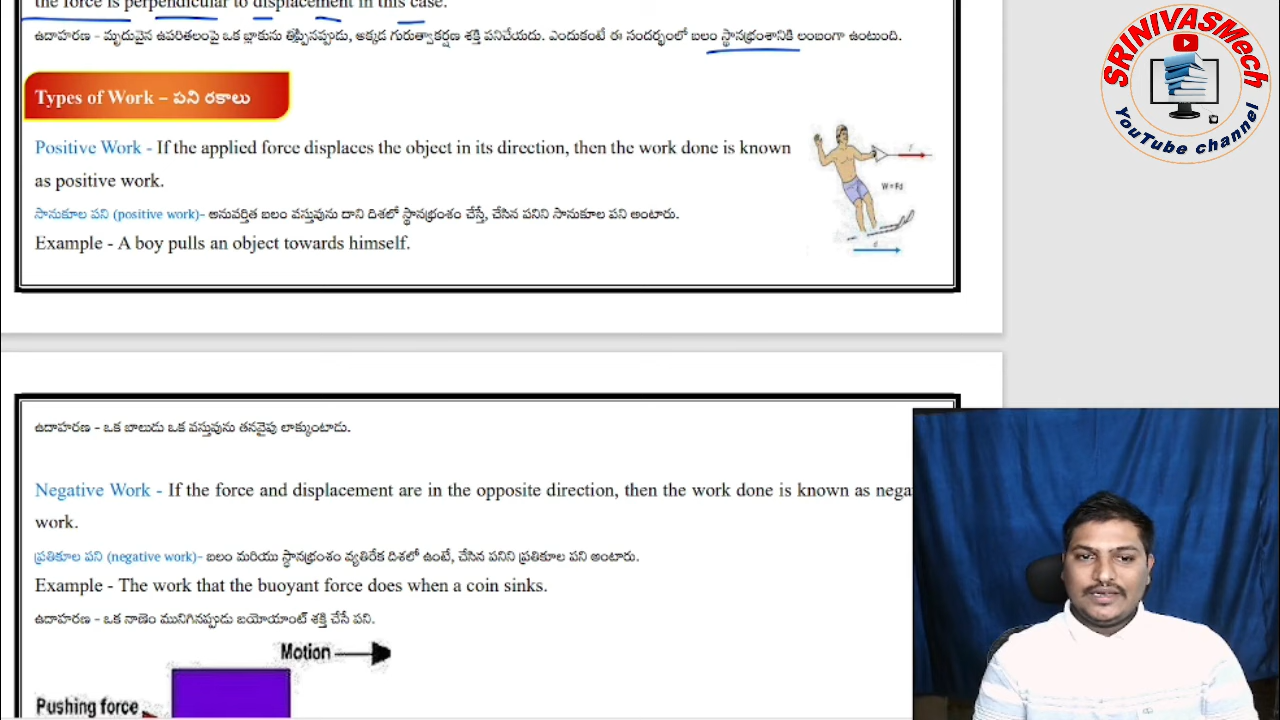 the force is perpendicular to displacement in this case.
ఉదాహరణ - మృదువైన ఉపరితలంపై ఒక బ్లాకును త్రిప్పినప్పుడు, అక్కడ గురుత్వాకర్షణ శక్తి పనిచేయదు. ఎందుకంటే ఈ సందర్భంలో బలం స్థానభ్రంశానికి లంబంగా ఉంటుంది.
Types of Work – పని రకాలు
Positive Work - If the applied force displaces the object in its direction, then the work done is known
as positive work.
సానుకూల పని (positive work)- అనువర్తిత బలం వస్తువును దాని దిశలో స్థానభ్రంశం చేస్తే, చేసిన పనిని సానుకూల పని అంటారు.
Example - A boy pulls an object towards himself.
F
W = Fd
d
ఉదాహరణ - ఒక బాలుడు ఒక వస్తువును తనవైపు లాక్కుంటాడు.
Negative Work - If the force and displacement are in the opposite direction, then the work done is known as nega
work.
ప్రతికూల పని (negative work)- బలం మరియు స్థానభ్రంశం వ్యతిరేక దిశలో ఉంటే, చేసిన పనిని ప్రతికూల పని అంటారు.
Example - The work that the buoyant force does when a coin sinks.
ఉదాహరణ - ఒక నాణెం మునిగినప్పుడు బయోయాంట్ శక్తి చేసే పని.
Motion
Pushing force
SRINIVASMech
YouTube channel